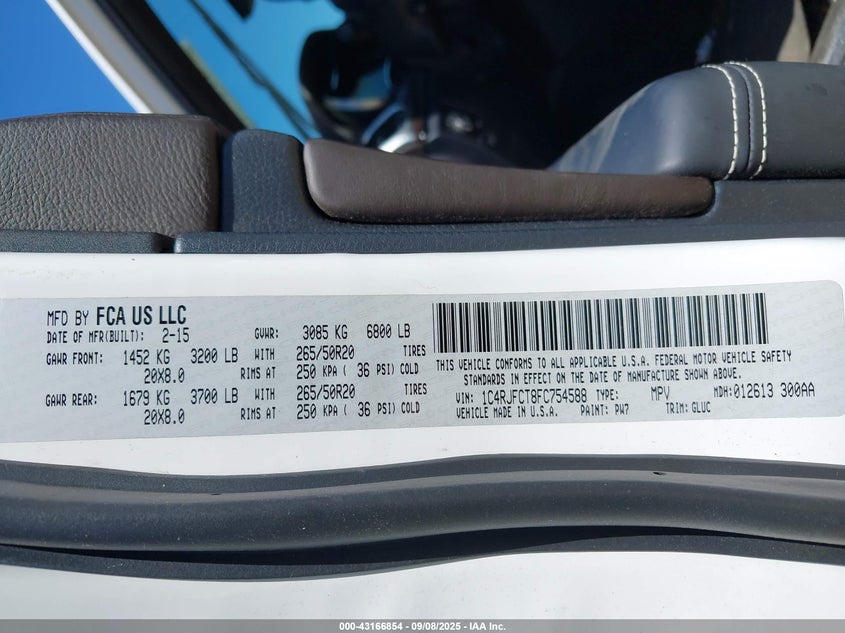 MFD BY FCA US LLC
DATE OF MFR(BUILT): 2-15 GVWR: 3085 KG 6800 LB
GAWR FRONT: 1452 KG 3200 LB WITH 265/50R20 TIRES
20X8.0 RIMS AT 250 KPA ( 36 PSI) COLD
GAWR REAR: 1679 KG 3700 LB WITH 265/50R20 TIRES
20X8.0 RIMS AT 250 KPA ( 36 PSI) COLD
THIS VEHICLE CONFORMS TO ALL APPLICABLE U.S.A. FEDERAL MOTOR VEHICLE SAFETY
STANDARDS IN EFFECT ON THE DATE OF MANUFACTURE SHOWN ABOVE.
VIN: 1C4RJFCT8FC754588 TYPE: MPV MDH:012613 300AA
VEHICLE MADE IN U.S.A. PAINT: PW7 TRIM: GLUC
000-43166854 - 09/08/2025 - IAA Inc.